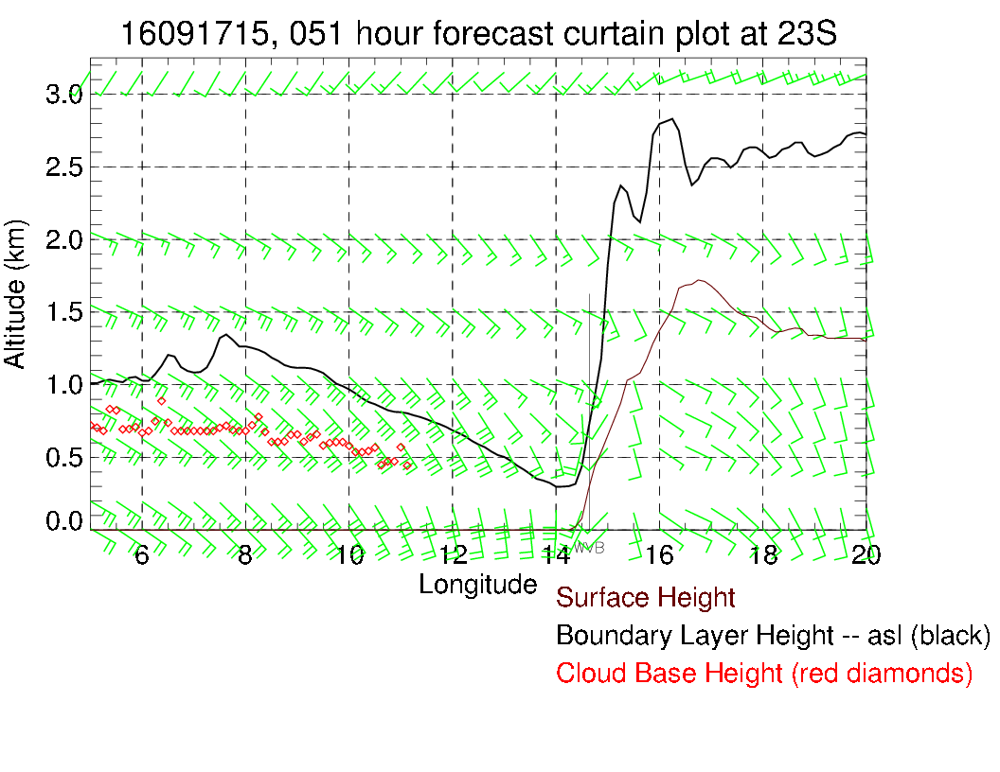 16091715, 051 hour forecast curtain plot at 23S
Altitude (km)
3.0
2.5
2.0
1.5
1.0
0.5
0.0
6 8 10 12 14 16 18 20
WVB
Longitude
Surface Height
Boundary Layer Height -- asl (black)
Cloud Base Height (red diamonds)